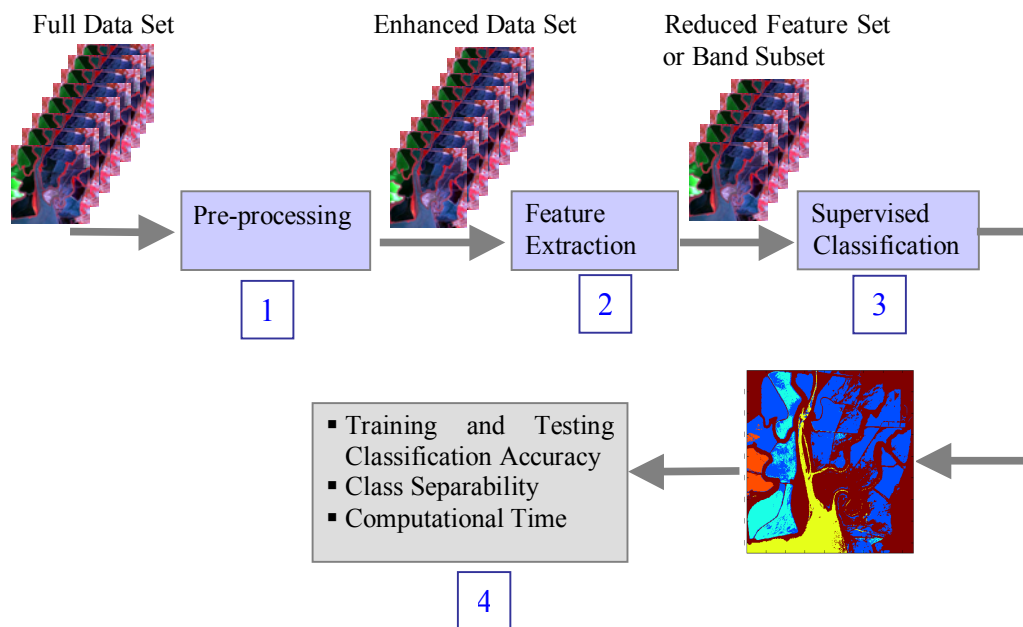 Full Data Set
Enhanced Data Set
Reduced Feature Set
or Band Subset
Pre-processing
Feature
Extraction
Supervised
Classification
1
2
3
▪ Training and Testing
Classification Accuracy
▪ Class Separability
▪ Computational Time
4